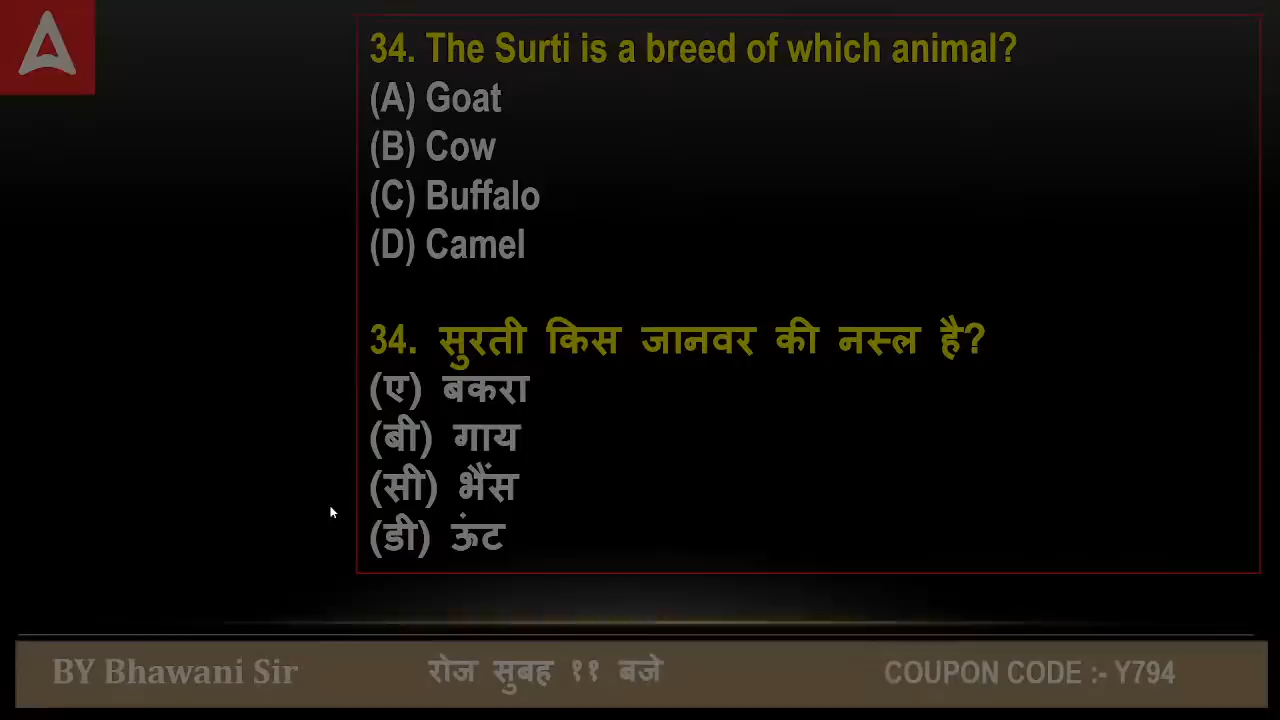 34. The Surti is a breed of which animal?
(A) Goat
(B) Cow
(C) Buffalo
(D) Camel
34. सुरती किस जानवर की नस्ल है?
(ए) बकरा
(बी) गाय
(सी) भैंस
(डी) ऊंट
BY Bhawani Sir रोज सुबह ११ बजे COUPON CODE :- Y794